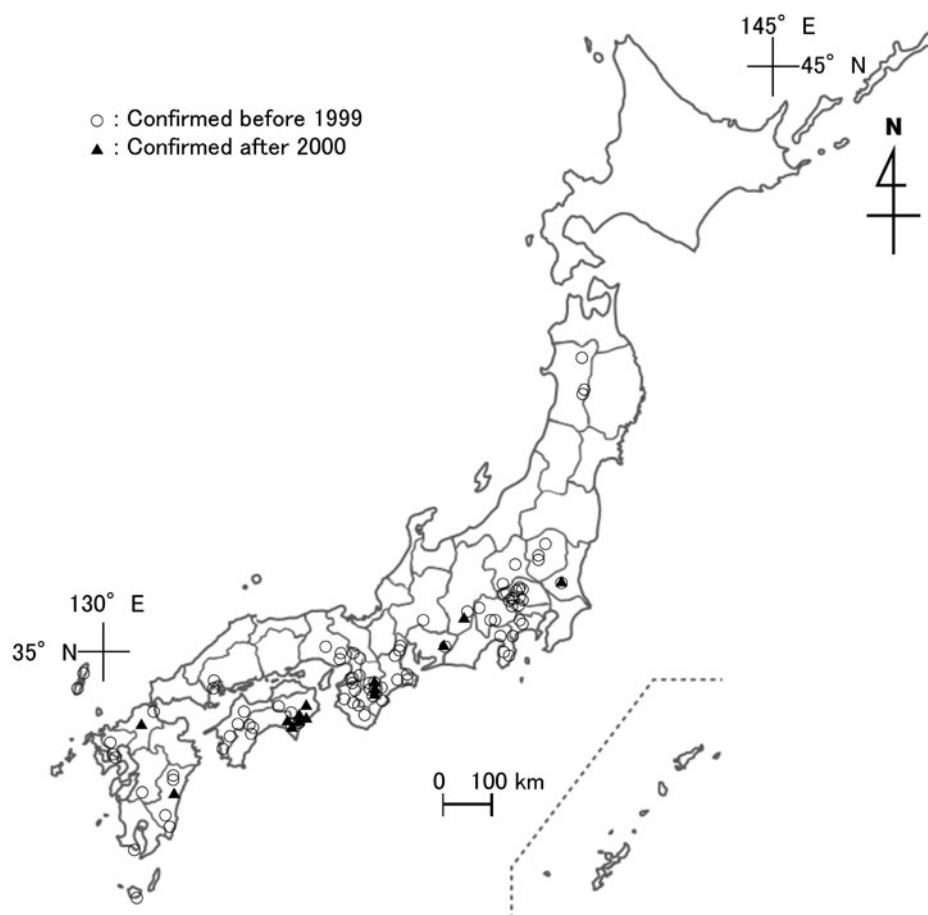 145° E
45° N
○ : Confirmed before 1999
▲ : Confirmed after 2000
N
130° E
35° N
0 100 km